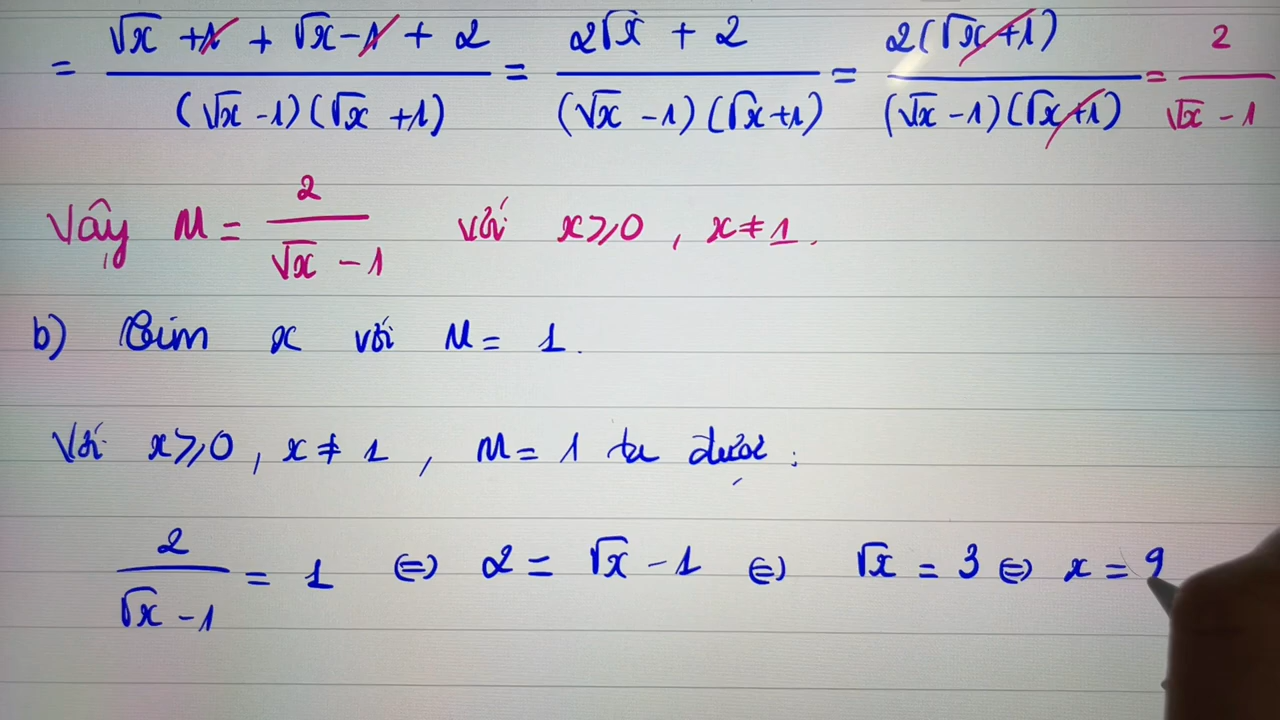 = (√x + 1 + √x - 1 + 2) / ((√x - 1)(√x + 1)) = (2√x + 2) / ((√x - 1)(√x + 1)) = 2(√x + 1) / ((√x - 1)(√x + 1)) = 2 / (√x - 1)
Vậy M = 2 / (√x - 1) với x ≥ 0, x ≠ 1.
b) Tìm x với M = 1.
Với x ≥ 0, x ≠ 1, M = 1 ta được:
2 / (√x - 1) = 1 ⇔ 2 = √x - 1 ⇔ √x = 3 ⇔ x = 9